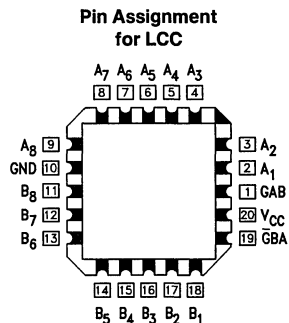 Pin Assignment
for LCC
A7 A6 A5 A4 A3
8 7 6 5 4
A8 9
GND 10
B8 11
B7 12
B6 13
3 A2
2 A1
1 GAB
20 VCC
19 G̅BA
14 15 16 17 18
B5 B4 B3 B2 B1